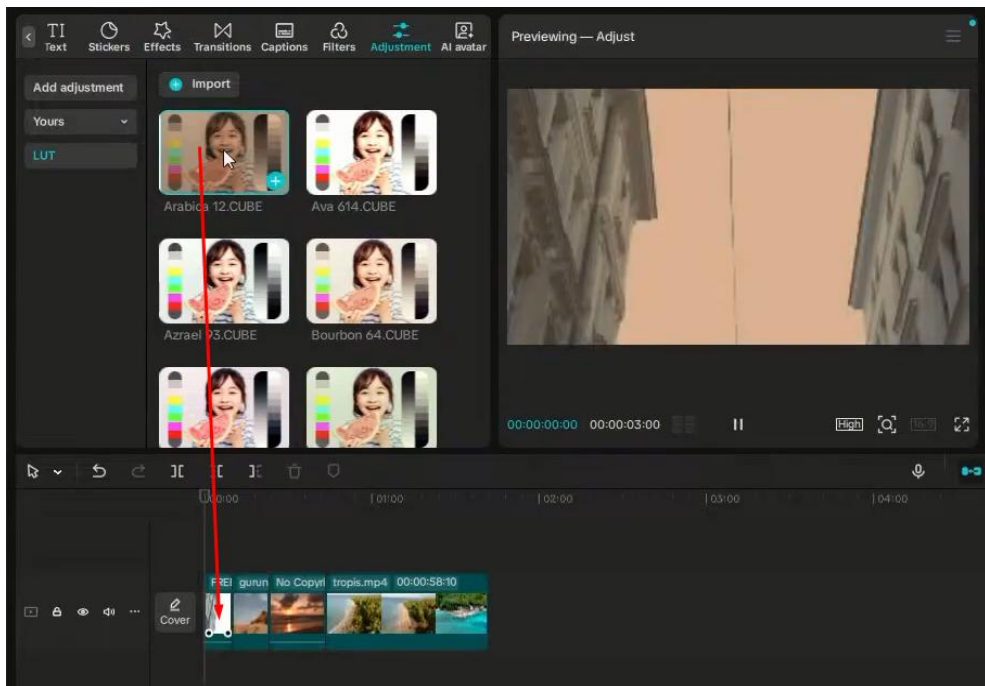 Text Stickers Effects Transitions Captions Filters Adjustment AI avatar
Previewing — Adjust
Add adjustment
Import
Yours
LUT
Arabica 12.CUBE
Ava 614.CUBE
Azrael 93.CUBE
Bourbon 64.CUBE
00:00:00:00 00:00:03:00
High
00:00
01:00
02:00
03:00
04:00
FREE
gurun
No Copyri
tropis.mp4 00:00:58:10
Cover